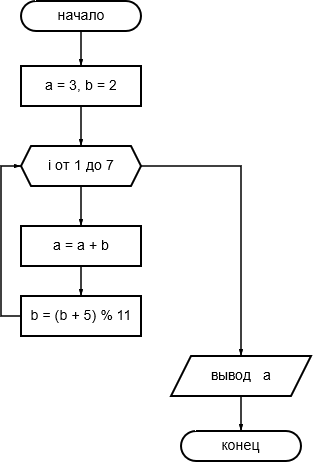 начало
a = 3, b = 2
i от 1 до 7
a = a + b
b = (b + 5) % 11
вывод a
конец